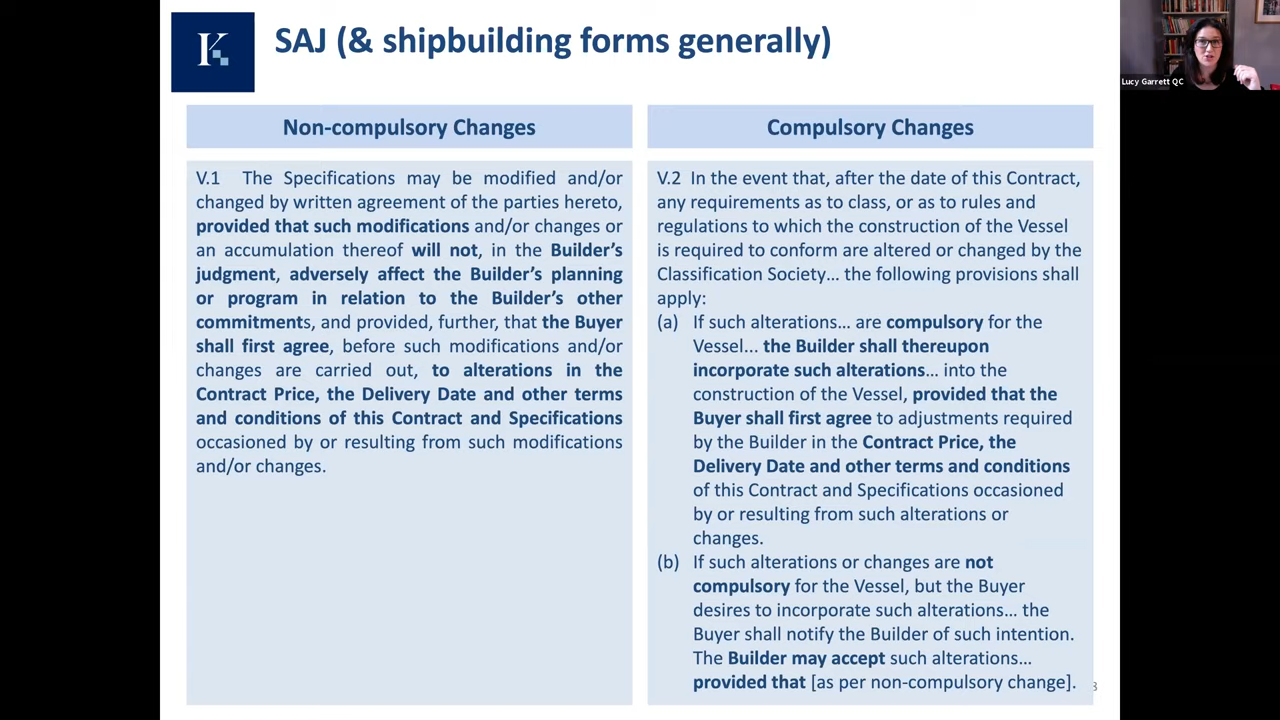 K
SAJ (& shipbuilding forms generally)
Lucy Garrett QC
Non-compulsory Changes
V.1 The Specifications may be modified and/or
changed by written agreement of the parties hereto,
provided that such modifications and/or changes or
an accumulation thereof will not, in the Builder's
judgment, adversely affect the Builder's planning
or program in relation to the Builder's other
commitments, and provided, further, that the Buyer
shall first agree, before such modifications and/or
changes are carried out, to alterations in the
Contract Price, the Delivery Date and other terms
and conditions of this Contract and Specifications
occasioned by or resulting from such modifications
and/or changes.
Compulsory Changes
V.2 In the event that, after the date of this Contract,
any requirements as to class, or as to rules and
regulations to which the construction of the Vessel
is required to conform are altered or changed by the
Classification Society… the following provisions shall
apply:
(a) If such alterations… are compulsory for the
Vessel... the Builder shall thereupon
incorporate such alterations… into the
construction of the Vessel, provided that the
Buyer shall first agree to adjustments required
by the Builder in the Contract Price, the
Delivery Date and other terms and conditions
of this Contract and Specifications occasioned
by or resulting from such alterations or
changes.
(b) If such alterations or changes are not
compulsory for the Vessel, but the Buyer
desires to incorporate such alterations… the
Buyer shall notify the Builder of such intention.
The Builder may accept such alterations…
provided that [as per non-compulsory change].